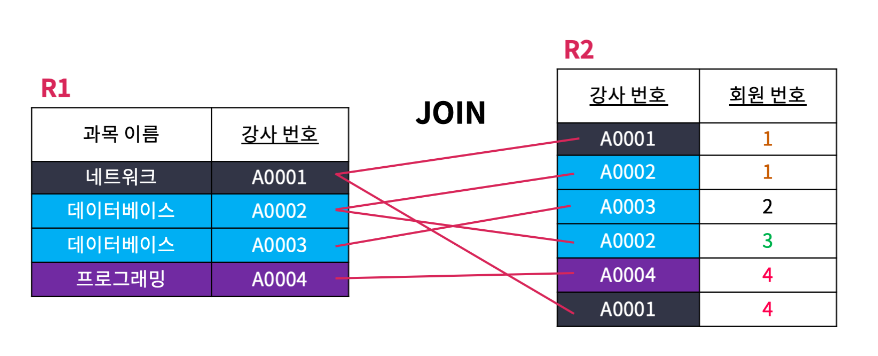 R1
과목 이름 강사 번호
네트워크 A0001
데이터베이스 A0002
데이터베이스 A0003
프로그래밍 A0004
JOIN
R2
강사 번호 회원 번호
A0001 1
A0002 1
A0003 2
A0002 3
A0004 4
A0001 4